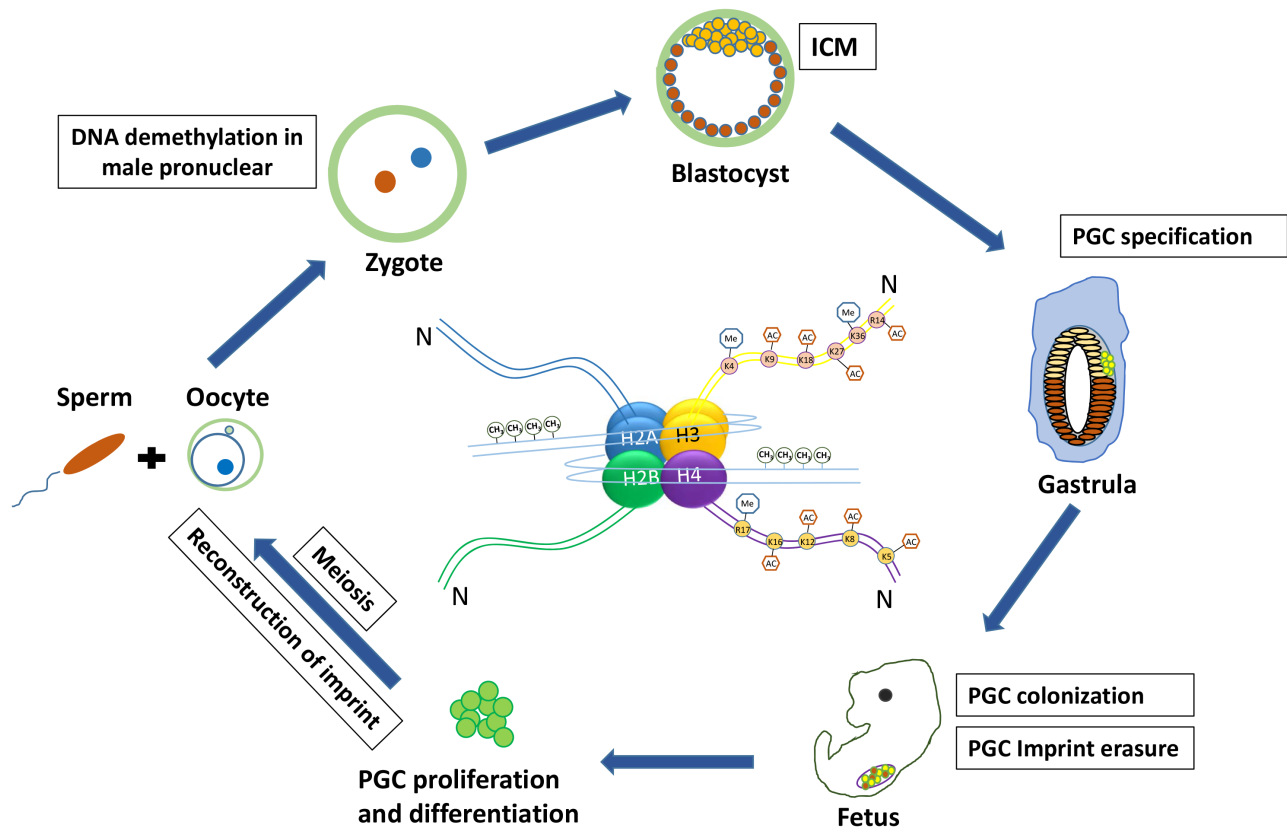 ICM
Blastocyst
DNA demethylation in
male pronuclear
Zygote
PGC specification
Gastrula
Sperm
Oocyte
N
N
Me
K4
AC
K9
AC
K18
K27
AC
Me
K36
R14
AC
CH3 CH3 CH3 CH3
H2A
H3
CH3 CH3 CH3 CH3
H2B
H4
Me
R17
K16
AC
AC
K12
AC
K8
AC
K5
N
N
Meiosis
Reconstruction of imprint
PGC colonization
PGC Imprint erasure
Fetus
PGC proliferation
and differentiation